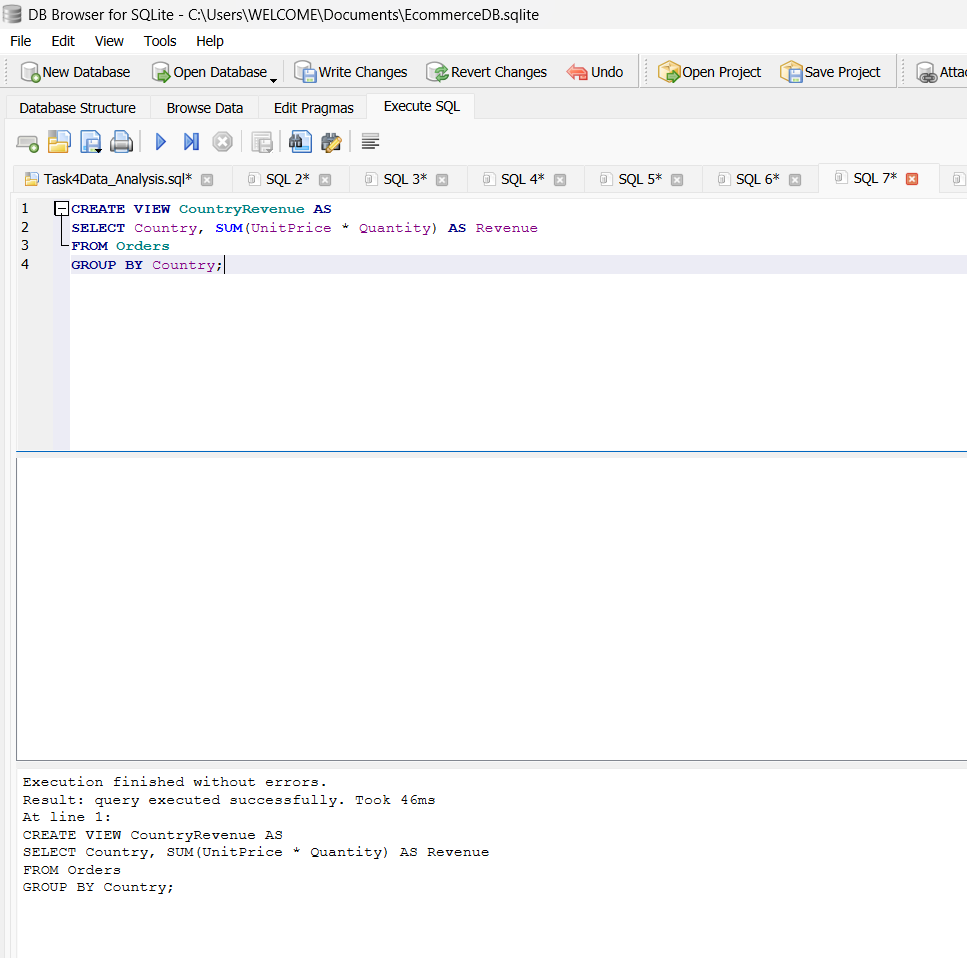 DB Browser for SQLite - C:\Users\WELCOME\Documents\EcommerceDB.sqlite
File Edit View Tools Help
New Database Open Database Write Changes Revert Changes Undo Open Project Save Project Attac
Database Structure Browse Data Edit Pragmas Execute SQL
Task4Data_Analysis.sql* SQL 2* SQL 3* SQL 4* SQL 5* SQL 6* SQL 7*
1 CREATE VIEW CountryRevenue AS
2 SELECT Country, SUM(UnitPrice * Quantity) AS Revenue
3 FROM Orders
4 GROUP BY Country;
Execution finished without errors.
Result: query executed successfully. Took 46ms
At line 1:
CREATE VIEW CountryRevenue AS
SELECT Country, SUM(UnitPrice * Quantity) AS Revenue
FROM Orders
GROUP BY Country;